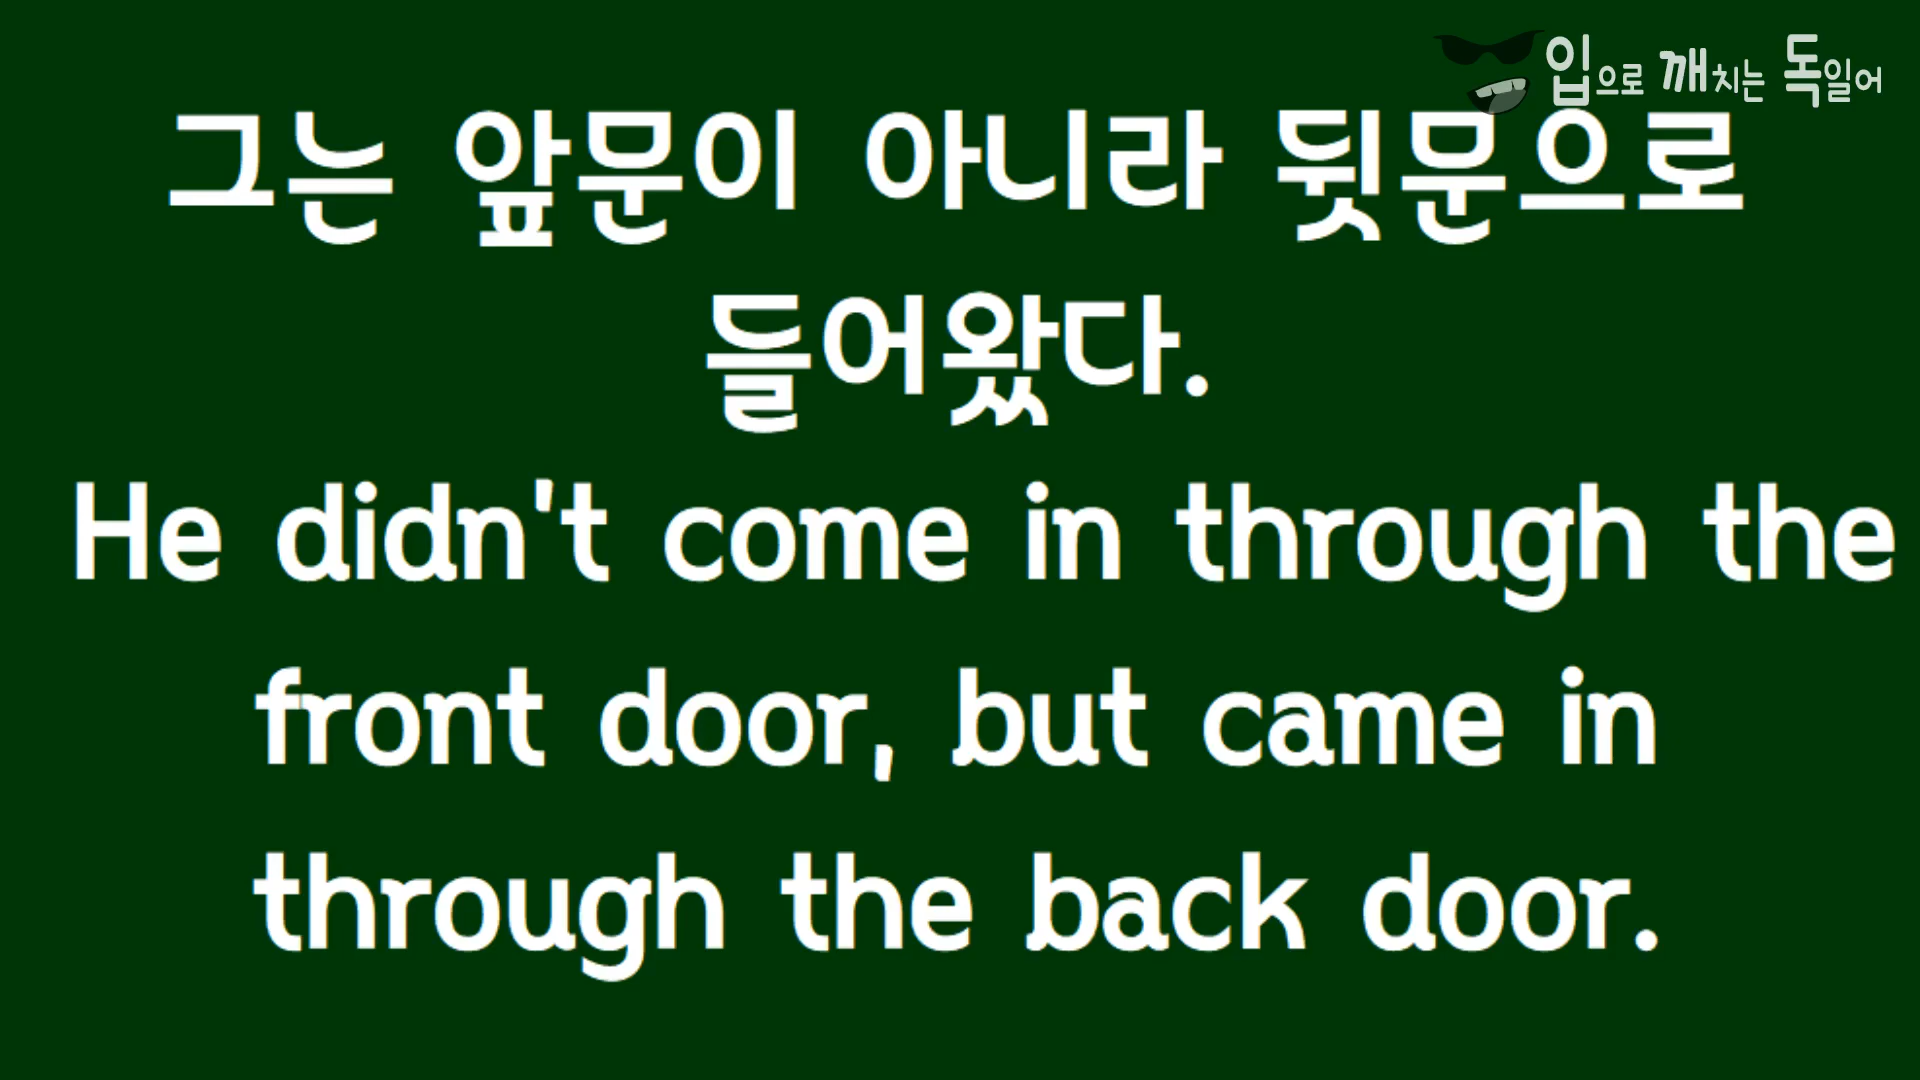 입으로 깨치는 독일어
그는 앞문이 아니라 뒷문으로
들어왔다.
He didn't come in through the
front door, but came in
through the back door.